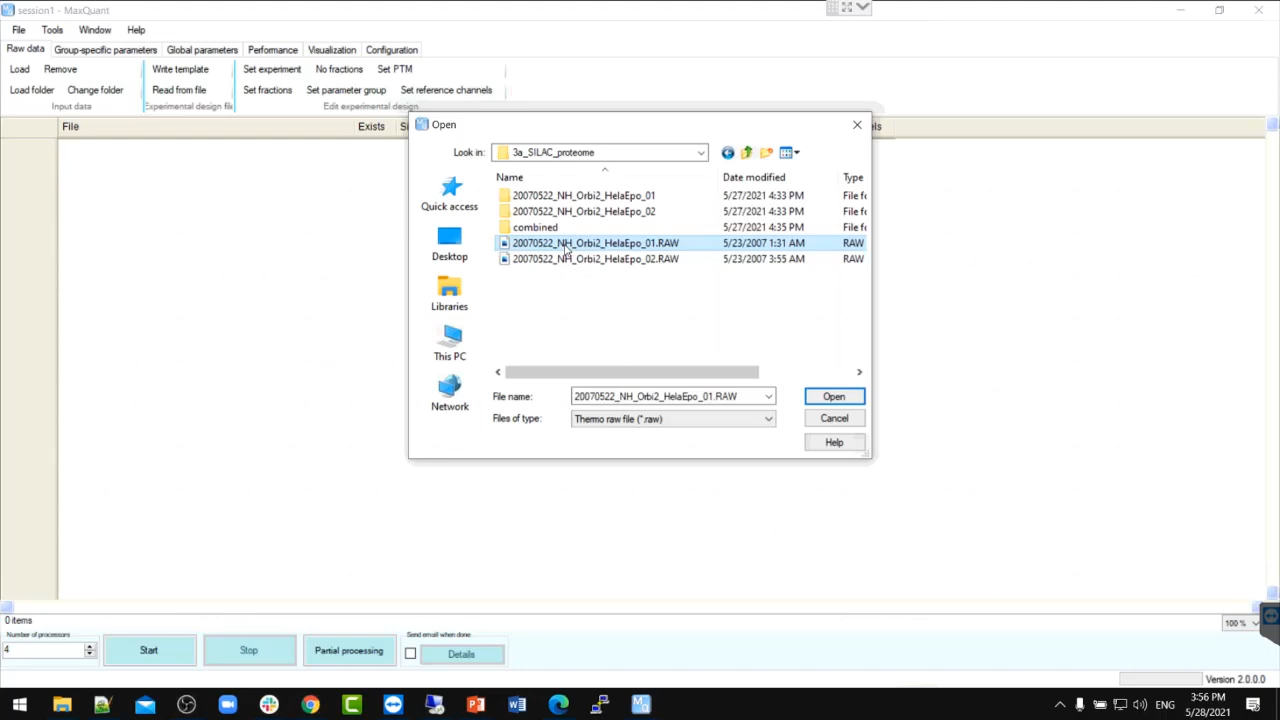 session1 - MaxQuant
File Tools Window Help
Raw data Group-specific parameters Global parameters Performance Visualization Configuration
Load Remove Write template Set experiment No fractions Set PTM
Load folder Change folder Read from file Set fractions Set parameter group Set reference channels
Input data Experimental design fil Edit experimental design
File Exists
Open
Look in: 3a_SILAC_proteome
Name Date modified Type
20070522_NH_Orbi2_HelaEpo_01 5/27/2021 4:33 PM File fo
20070522_NH_Orbi2_HelaEpo_02 5/27/2021 4:33 PM File fo
combined 5/27/2021 4:35 PM File fo
20070522_NH_Orbi2_HelaEpo_01.RAW 5/23/2007 1:31 AM RAW
20070522_NH_Orbi2_HelaEpo_02.RAW 5/23/2007 3:55 AM RAW
Quick access
Desktop
Libraries
This PC
Network
File name: 20070522_NH_Orbi2_HelaEpo_01.RAW Open
Files of type: Thermo raw file (*.raw) Cancel
Help
0 items
100 %
Number of processors
4
Start Stop Partial processing
Send email when done
Details
Version 2.0.0.0
ENG
3:56 PM
5/28/2021